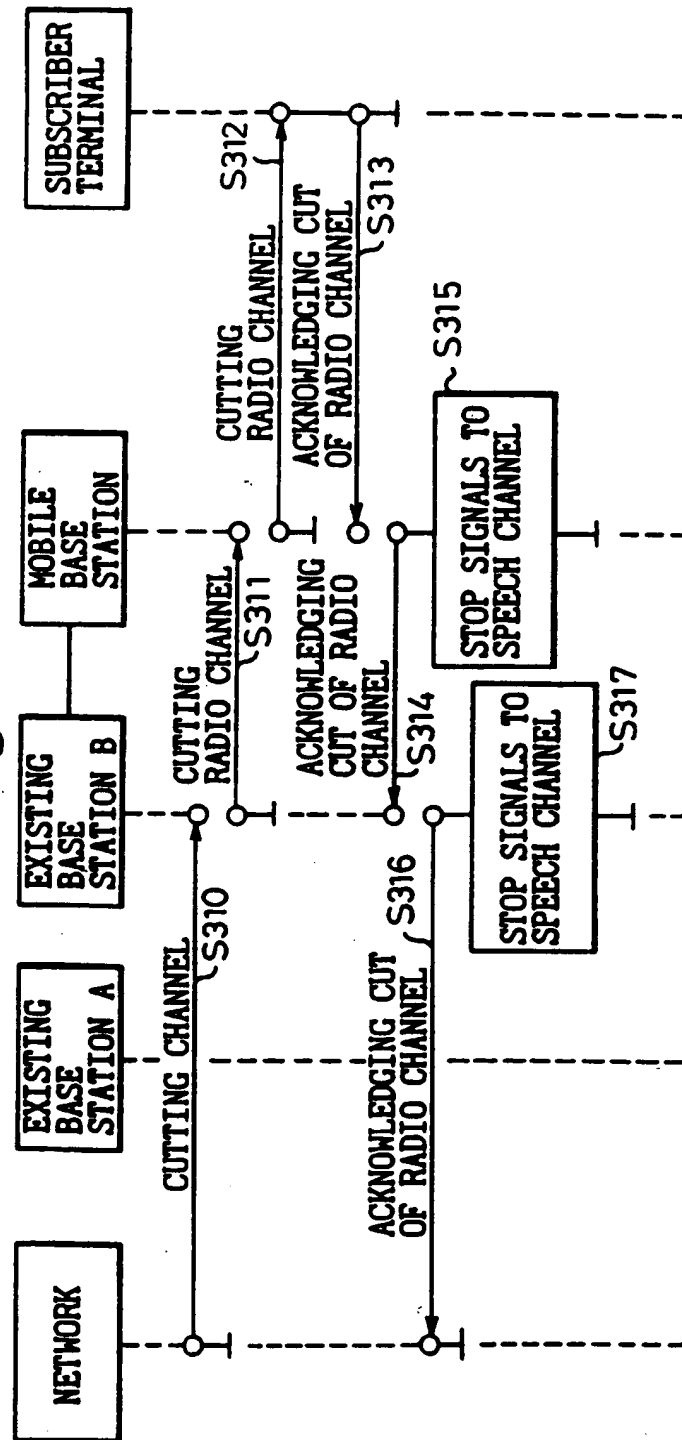 NETWORK
EXISTING
BASE
STATION A
EXISTING
BASE
STATION B
MOBILE
BASE
STATION
SUBSCRIBER
TERMINAL
CUTTING CHANNEL
S310
CUTTING
RADIO CHANNEL
S311
CUTTING
RADIO CHANNEL
S312
ACKNOWLEDGING CUT
OF RADIO CHANNEL
S313
ACKNOWLEDGING
CUT OF RADIO
CHANNEL
S314
STOP SIGNALS TO
SPEECH CHANNEL
S315
ACKNOWLEDGING CUT
OF RADIO CHANNEL
S316
STOP SIGNALS TO
SPEECH CHANNEL
S317